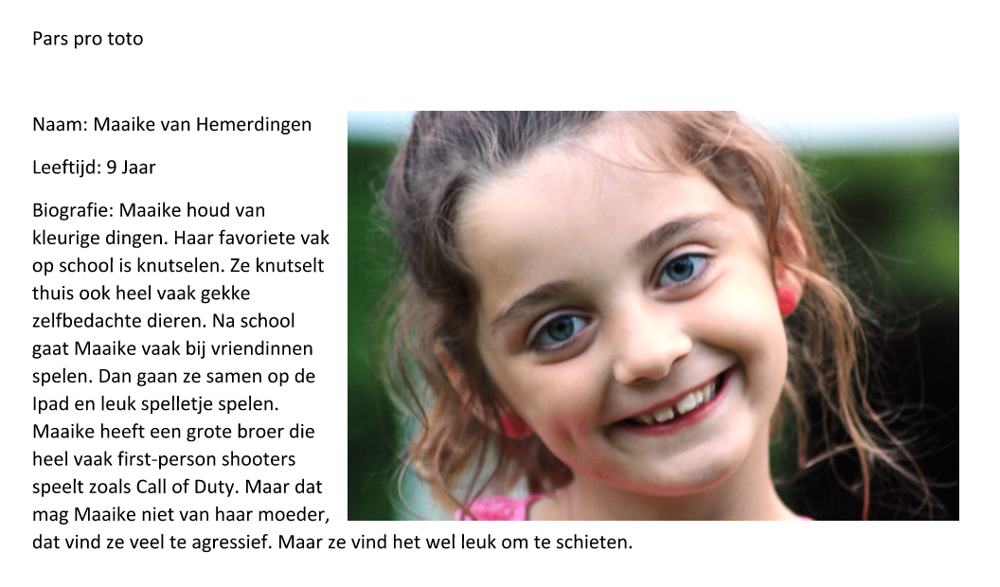 Pars pro toto
Naam: Maaike van Hemerdingen
Leeftijd: 9 Jaar
Biografie: Maaike houd van
kleurige dingen. Haar favoriete vak
op school is knutselen. Ze knutselt
thuis ook heel vaak gekke
zelfbedachte dieren. Na school
gaat Maaike vaak bij vriendinnen
spelen. Dan gaan ze samen op de
Ipad en leuk spelletje spelen.
Maaike heeft een grote broer die
heel vaak first-person shooters
speelt zoals Call of Duty. Maar dat
mag Maaike niet van haar moeder,
dat vind ze veel te agressief. Maar ze vind het wel leuk om te schieten.